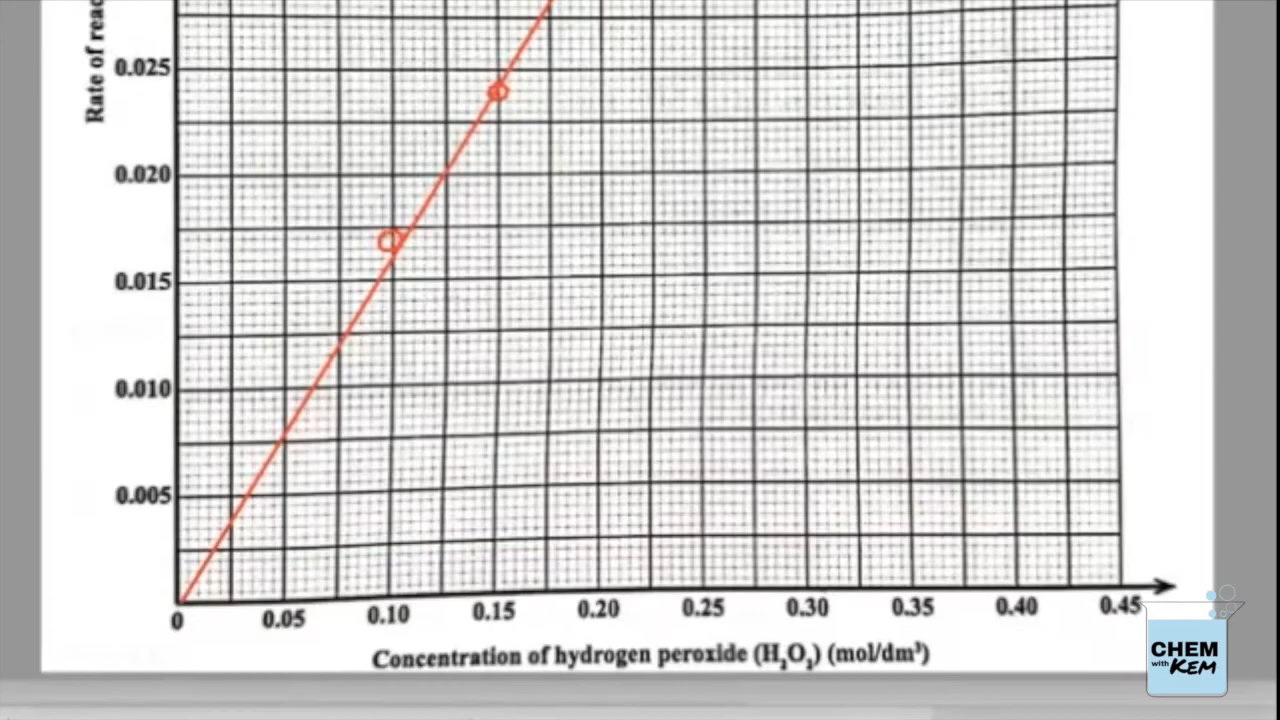 Rate of reac
0.025
0.020
0.015
0.010
0.005
0 0.05 0.10 0.15 0.20 0.25 0.30 0.35 0.40 0.45
Concentration of hydrogen peroxide (H₂O₂) (mol/dm³)
CHEM
with KEM